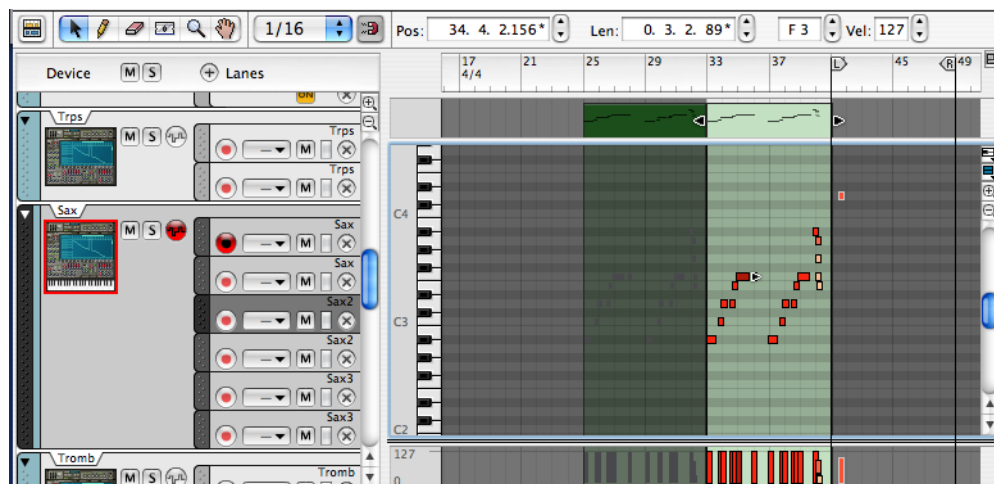 1/16 Pos: 34. 4. 2.156* Len: 0. 3. 2. 89* F 3 Vel: 127
Device M S + Lanes
17 21 25 29 33 37 L 45 R 49
4/4
ON
Trps
M S
Trps
M
Trps
M
C4
Sax
M S
Sax
M
Sax
M
Sax2
M
C3
Sax2
M
Sax3
M
Sax3
M
C2
Tromb
M S
Tromb
127
0